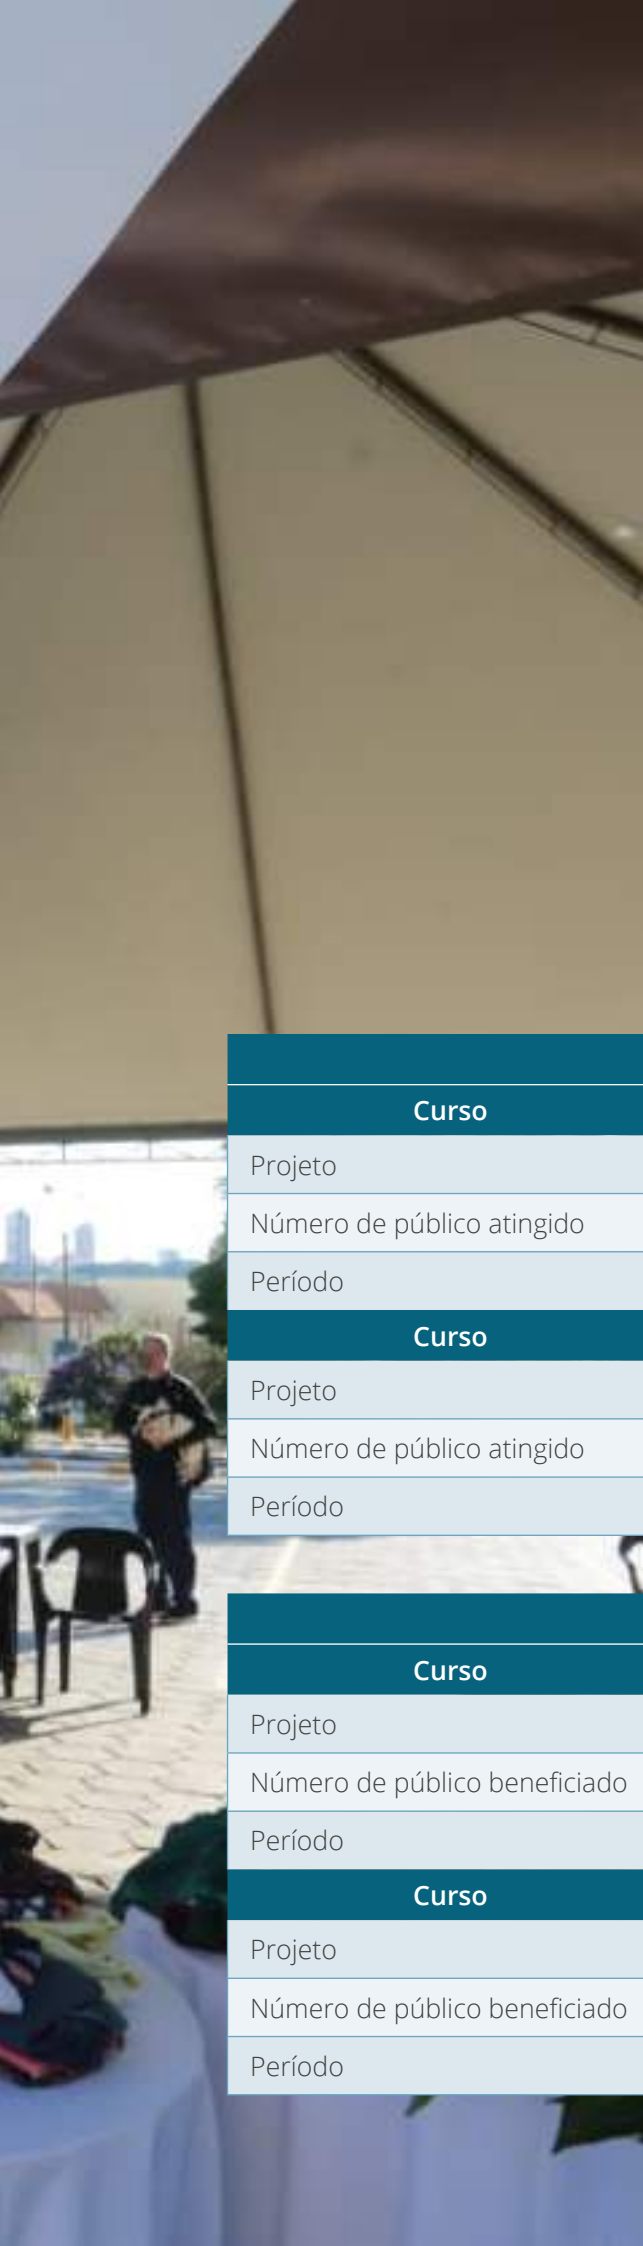 Curso
Projeto
Número de público atingido
Período
Curso
Projeto
Número de público atingido
Período
Curso
Projeto
Número de público beneficiado
Período
Curso
Projeto
Número de público beneficiado
Período